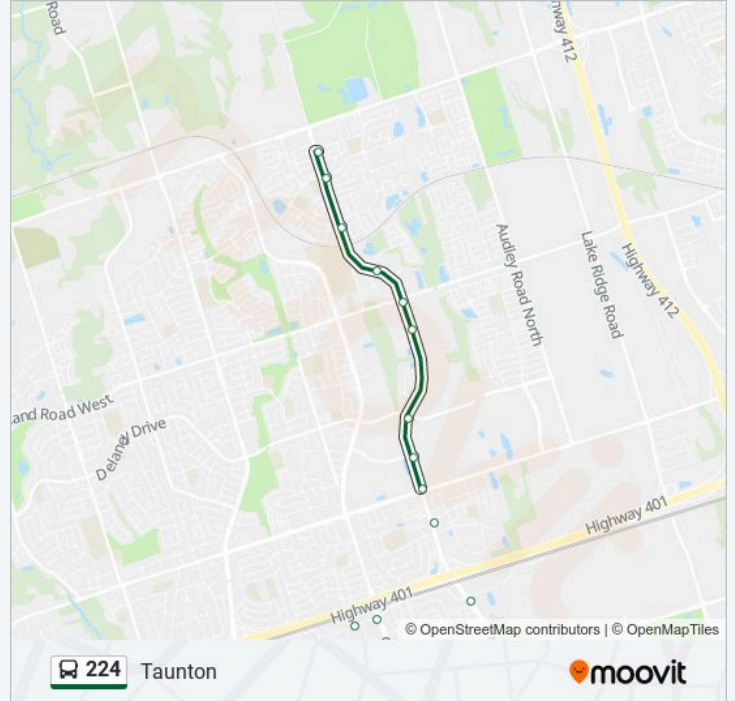 Road
Highway 412
Audley Road North
Lake Ridge Road
Highway 412
and Road West
Delaney Drive
Highway 401
Highway 401
© OpenStreetMap contributors | © OpenMapTiles
224 Taunton
moovit